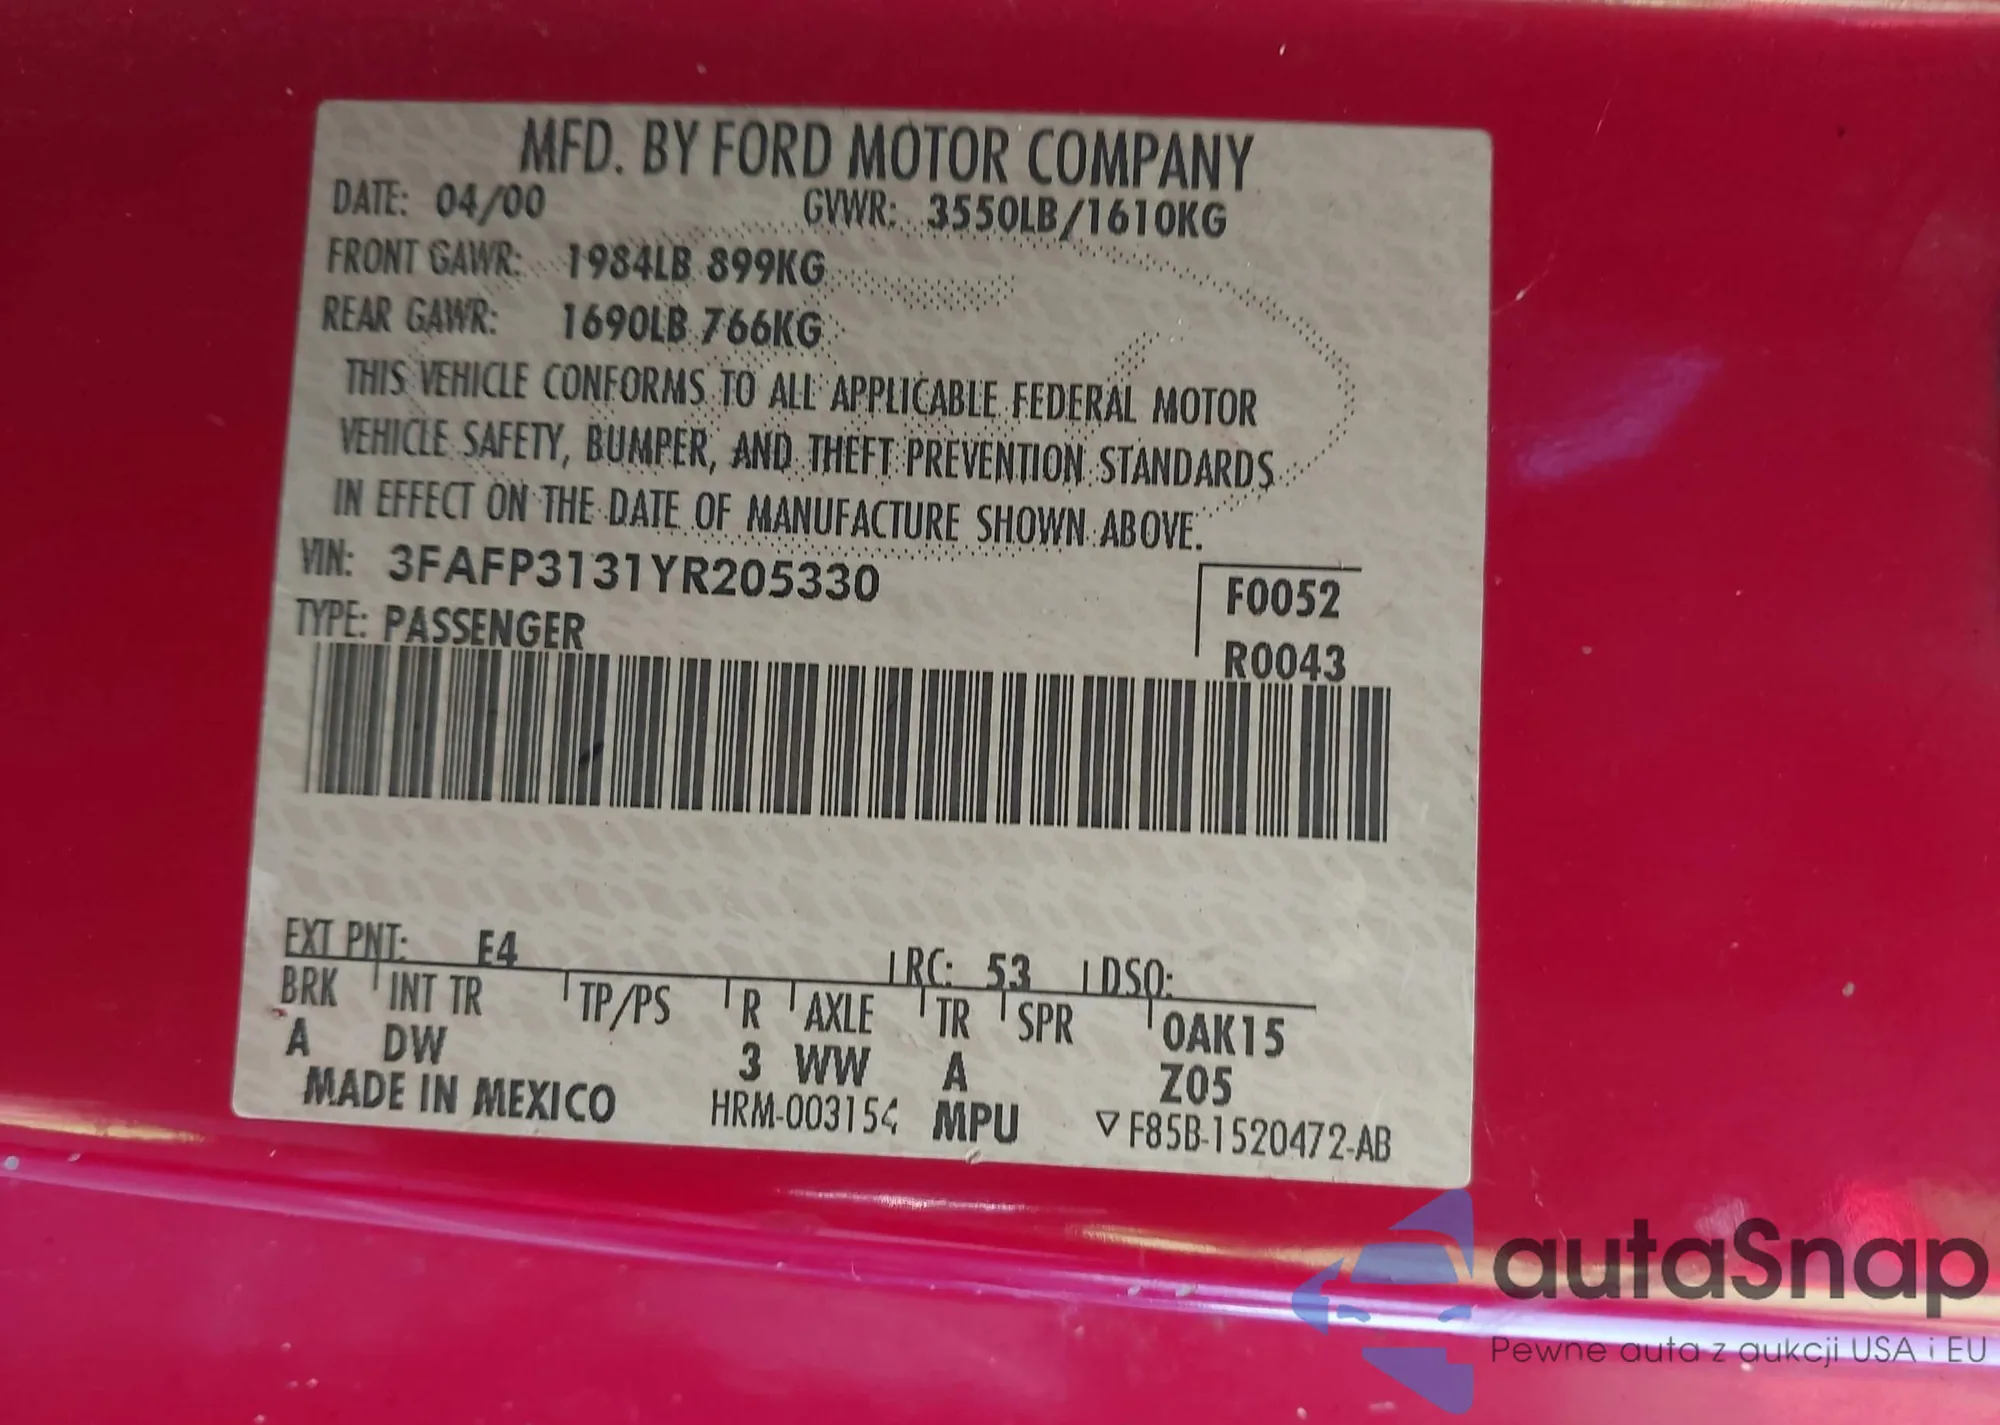 MFD. BY FORD MOTOR COMPANY
DATE: 04/00 GVWR: 3550LB/1610KG
FRONT GAWR: 1984LB 899KG
REAR GAWR: 1690LB 766KG
THIS VEHICLE CONFORMS TO ALL APPLICABLE FEDERAL MOTOR
VEHICLE SAFETY, BUMPER, AND THEFT PREVENTION STANDARDS
IN EFFECT ON THE DATE OF MANUFACTURE SHOWN ABOVE.
VIN: 3FAFP3131YR205330
F0052
TYPE: PASSENGER
R0043
EXT PNT: E4 RC: 53 DSO:
BRK INT TR TP/PS R AXLE TR SPR 0AK15
A DW 3 WW A Z05
MADE IN MEXICO HRM-003154 MPU ▽F85B-1520472-AB
autaSnap
Pewne auta z aukcji USA i EU